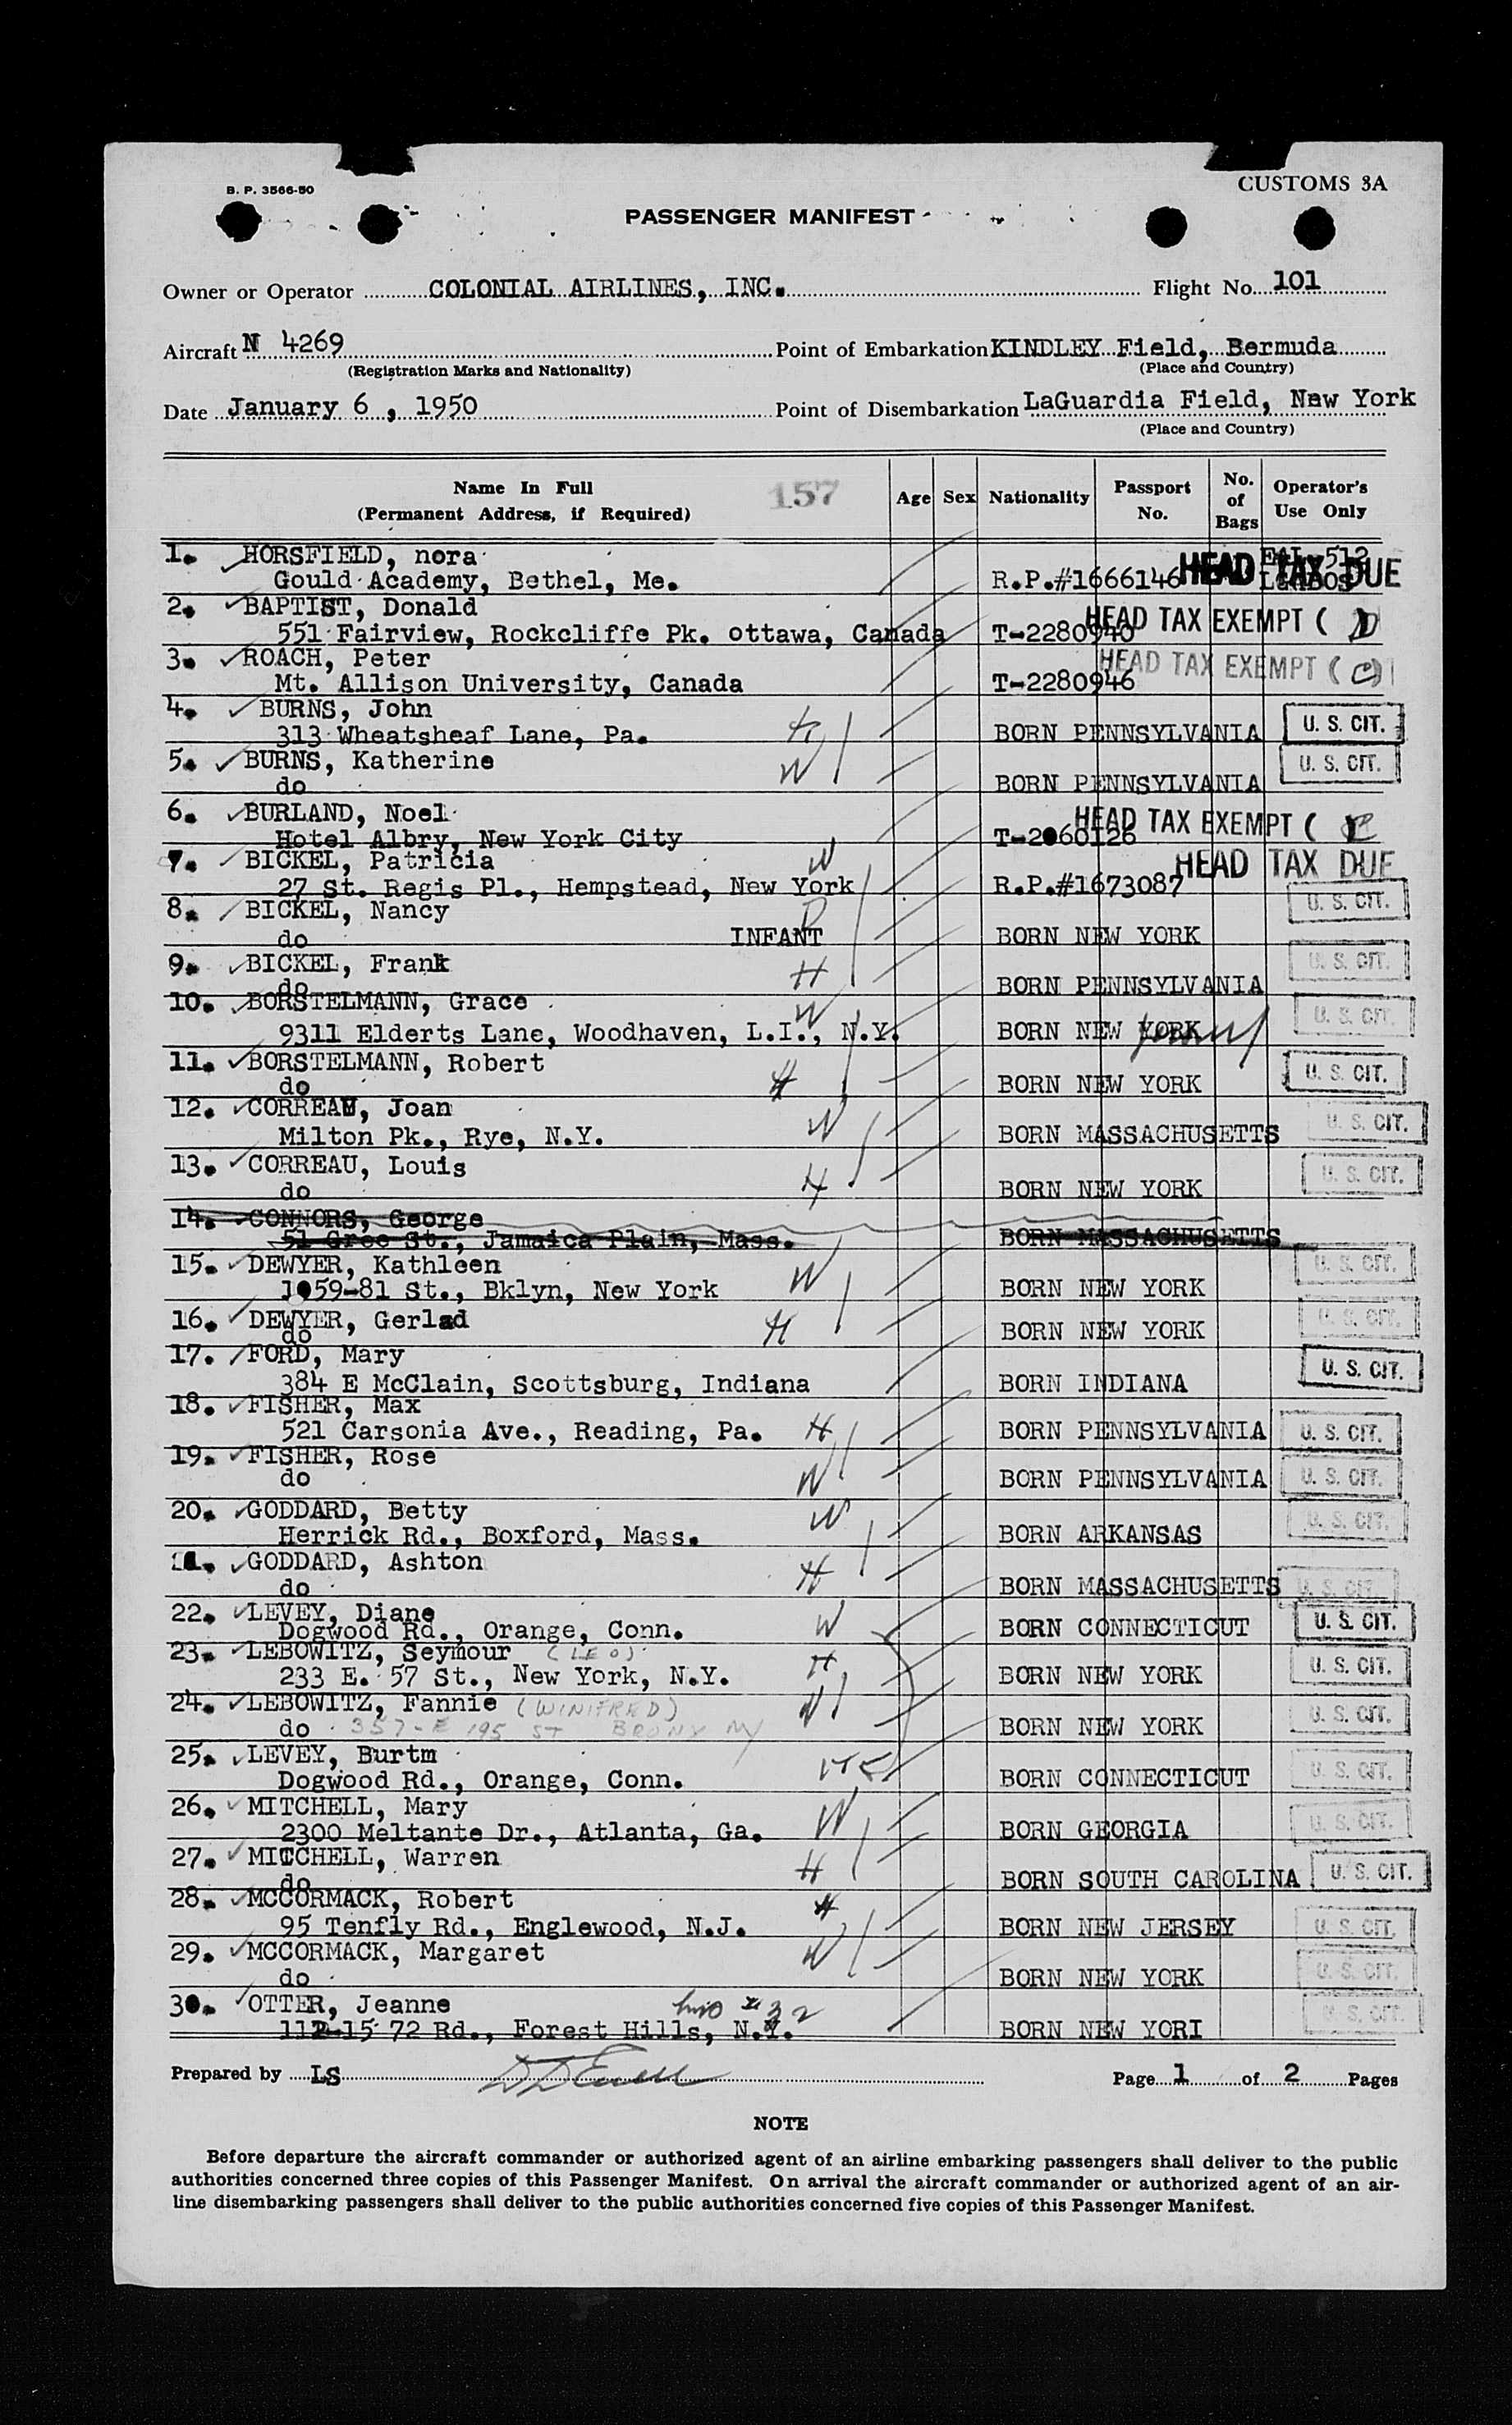 B. P. 3566-50
CUSTOMS 3A
PASSENGER MANIFEST
Owner or Operator COLONIAL AIRLINES, INC. Flight No. 101
Aircraft N 4269 Point of Embarkation KINDLEY Field, Bermuda
(Registration Marks and Nationality) (Place and Country)
Date January 6, 1950 Point of Disembarkation LaGuardia Field, New York
(Place and Country)
Name In Full (Permanent Address, if Required) 157 Age Sex Nationality Passport No. No. of Bags Operator's Use Only
1. HORSFIELD, nora
Gould Academy, Bethel, Me. R.P.#1666146 HEAD TAX DUE
2. BAPTIST, Donald
551 Fairview, Rockcliffe Pk. ottawa, Canada T-2280940 HEAD TAX EXEMPT (
3. ROACH, Peter
Mt. Allison University, Canada T-2280946 HEAD TAX EXEMPT (C)
4. BURNS, John
313 Wheatsheaf Lane, Pa. H BORN PENNSYLVANIA U. S. CIT.
5. BURNS, Katherine
do W BORN PENNSYLVANIA U. S. CIT.
6. BURLAND, Noel
Hotel Albry, New York City T-2060126 HEAD TAX EXEMPT (
7. BICKEL, Patricia W
27 St. Regis Pl., Hempstead, New York R.P.#1673087 HEAD TAX DUE
8. BICKEL, Nancy U. S. CIT.
do INFANT D BORN NEW YORK
9. BICKEL, Frank H U. S. CIT.
do BORN PENNSYLVANIA
10. BORSTELMANN, Grace W U. S. CIT.
9311 Elderts Lane, Woodhaven, L.I., N.Y. BORN NEW YORK
11. BORSTELMANN, Robert U. S. CIT.
do H BORN NEW YORK
12. CORREAU, Joan W U. S. CIT.
Milton Pk., Rye, N.Y. BORN MASSACHUSETTS
13. CORREAU, Louis H U. S. CIT.
do BORN NEW YORK
14. CONNORS, George
St., Jamaica Plain, Mass. BORN MASSACHUSETTS
15. DEWYER, Kathleen W U. S. CIT.
1059-81 St., Bklyn, New York BORN NEW YORK
16. DEWYER, Gerlad H U. S. CIT.
do BORN NEW YORK
17. FORD, Mary U. S. CIT.
384 E McClain, Scottsburg, Indiana BORN INDIANA
18. FISHER, Max
521 Carsonia Ave., Reading, Pa. H BORN PENNSYLVANIA U. S. CIT.
19. FISHER, Rose
do W BORN PENNSYLVANIA U. S. CIT.
20. GODDARD, Betty W U. S. CIT.
Herrick Rd., Boxford, Mass. BORN ARKANSAS
GODDARD, Ashton H
do BORN MASSACHUSETTS U. S. CIT.
22. LEVEY, Diane W
Dogwood Rd., Orange, Conn. BORN CONNECTICUT U. S. CIT.
23. LEBOWITZ, Seymour (LEO) H
233 E. 57 St., New York, N.Y. BORN NEW YORK U. S. CIT.
24. LEBOWITZ, Fannie (WINIFRED) W U. S. CIT.
do 357-E 195 ST BRONX NY BORN NEW YORK
25. LEVEY, Burtm U. S. CIT.
Dogwood Rd., Orange, Conn. BORN CONNECTICUT
26. MITCHELL, Mary W U. S. CIT.
2300 Meltante Dr., Atlanta, Ga. BORN GEORGIA
27. MITCHELL, Warren H U. S. CIT.
do BORN SOUTH CAROLINA
28. MCCORMACK, Robert H
95 Tenfly Rd., Englewood, N.J. BORN NEW JERSEY U. S. CIT.
29. MCCORMACK, Margaret W
do BORN NEW YORK U. S. CIT.
30. OTTER, Jeanne U. S. CIT.
112-15 72 Rd., Forest Hills, N.Y. BORN NEW YORI
Prepared by LS Page 1 of 2 Pages
NOTE
Before departure the aircraft commander or authorized agent of an airline embarking passengers shall deliver to the public
authorities concerned three copies of this Passenger Manifest. On arrival the aircraft commander or authorized agent of an air-
line disembarking passengers shall deliver to the public authorities concerned five copies of this Passenger Manifest.